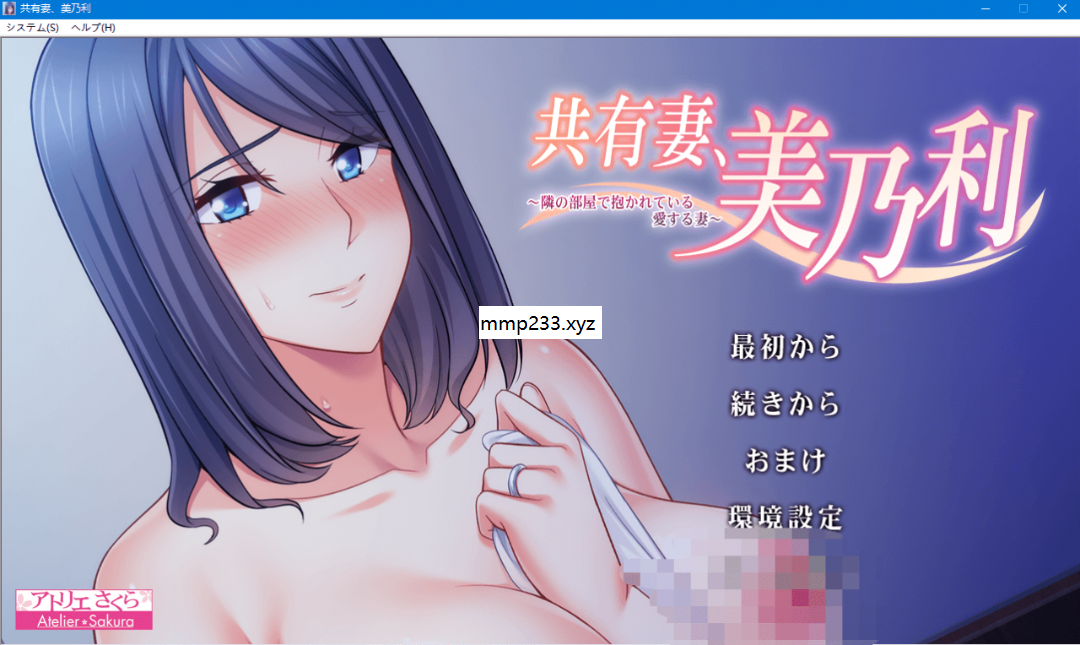 共有妻、美乃利
システム(S) ヘルプ(H)
共有妻、美乃利
～隣の部屋で抱かれている
愛する妻～
mmp233.xyz
最初から
続きから
おまけ
環境設定
アトリエさくら
Atelier★Sakura